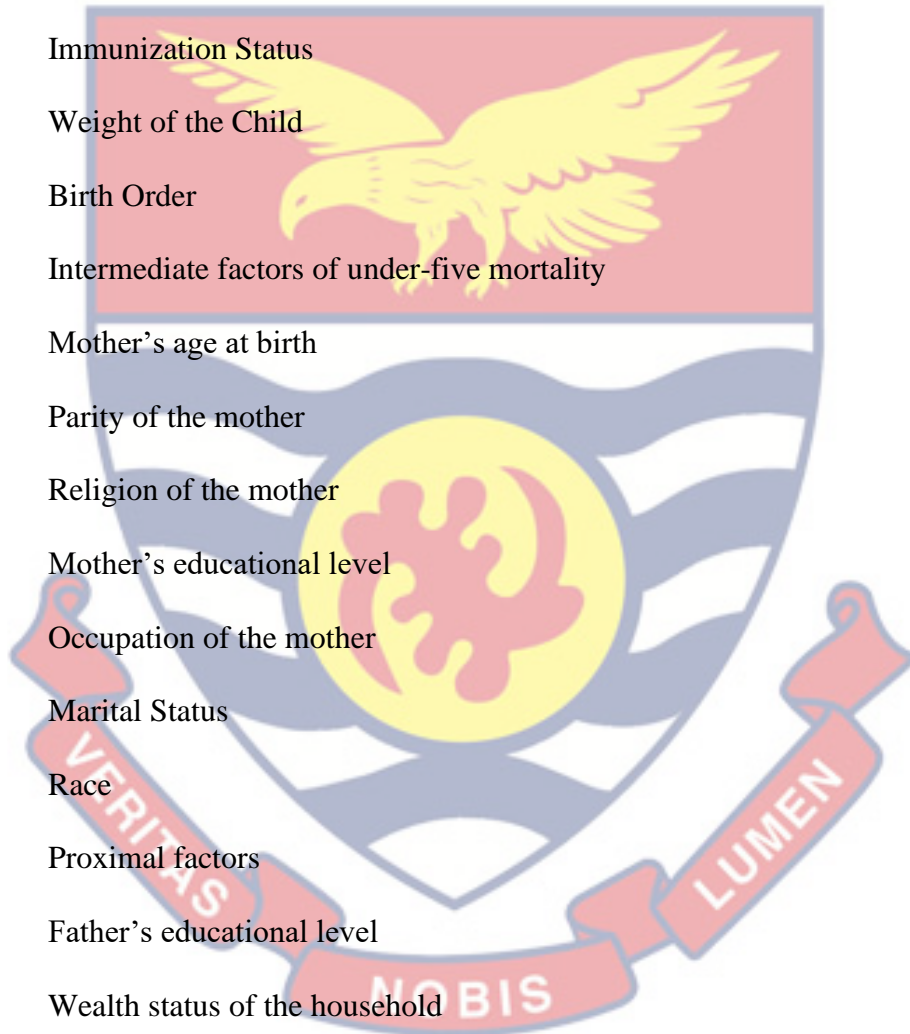 Immunization Status
Weight of the Child
Birth Order
Intermediate factors of under-five mortality
Mother’s age at birth
Parity of the mother
Religion of the mother
Mother’s educational level
Occupation of the mother
Marital Status
Race
Proximal factors
Father’s educational level
Wealth status of the household
VERITAS
NOBIS
LUMEN